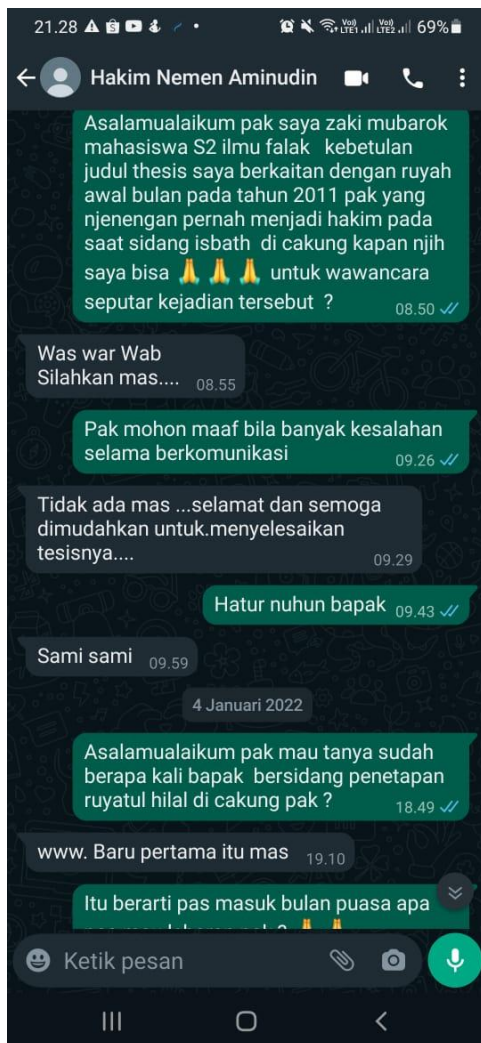 21.28
69%
Hakim Nemen Aminudin
Asalamualaikum pak saya zaki mubarok
mahasiswa S2 ilmu falak kebetulan
judul thesis saya berkaitan dengan ruyah
awal bulan pada tahun 2011 pak yang
njenengan pernah menjadi hakim pada
saat sidang isbath di cakung kapan njih
saya bisa 🙏 🙏 🙏 untuk wawancara
seputar kejadian tersebut ?
08.50
Was war Wab
Silahkan mas....
08.55
Pak mohon maaf bila banyak kesalahan
selama berkomunikasi
09.26
Tidak ada mas ...selamat dan semoga
dimudahkan untuk.menyelesaikan
tesisnya....
09.29
Hatur nuhun bapak 09.43
Sami sami 09.59
4 Januari 2022
Asalamualaikum pak mau tanya sudah
berapa kali bapak bersidang penetapan
ruyatul hilal di cakung pak ?
18.49
www. Baru pertama itu mas 19.10
Itu berarti pas masuk bulan puasa apa
Ketik pesan